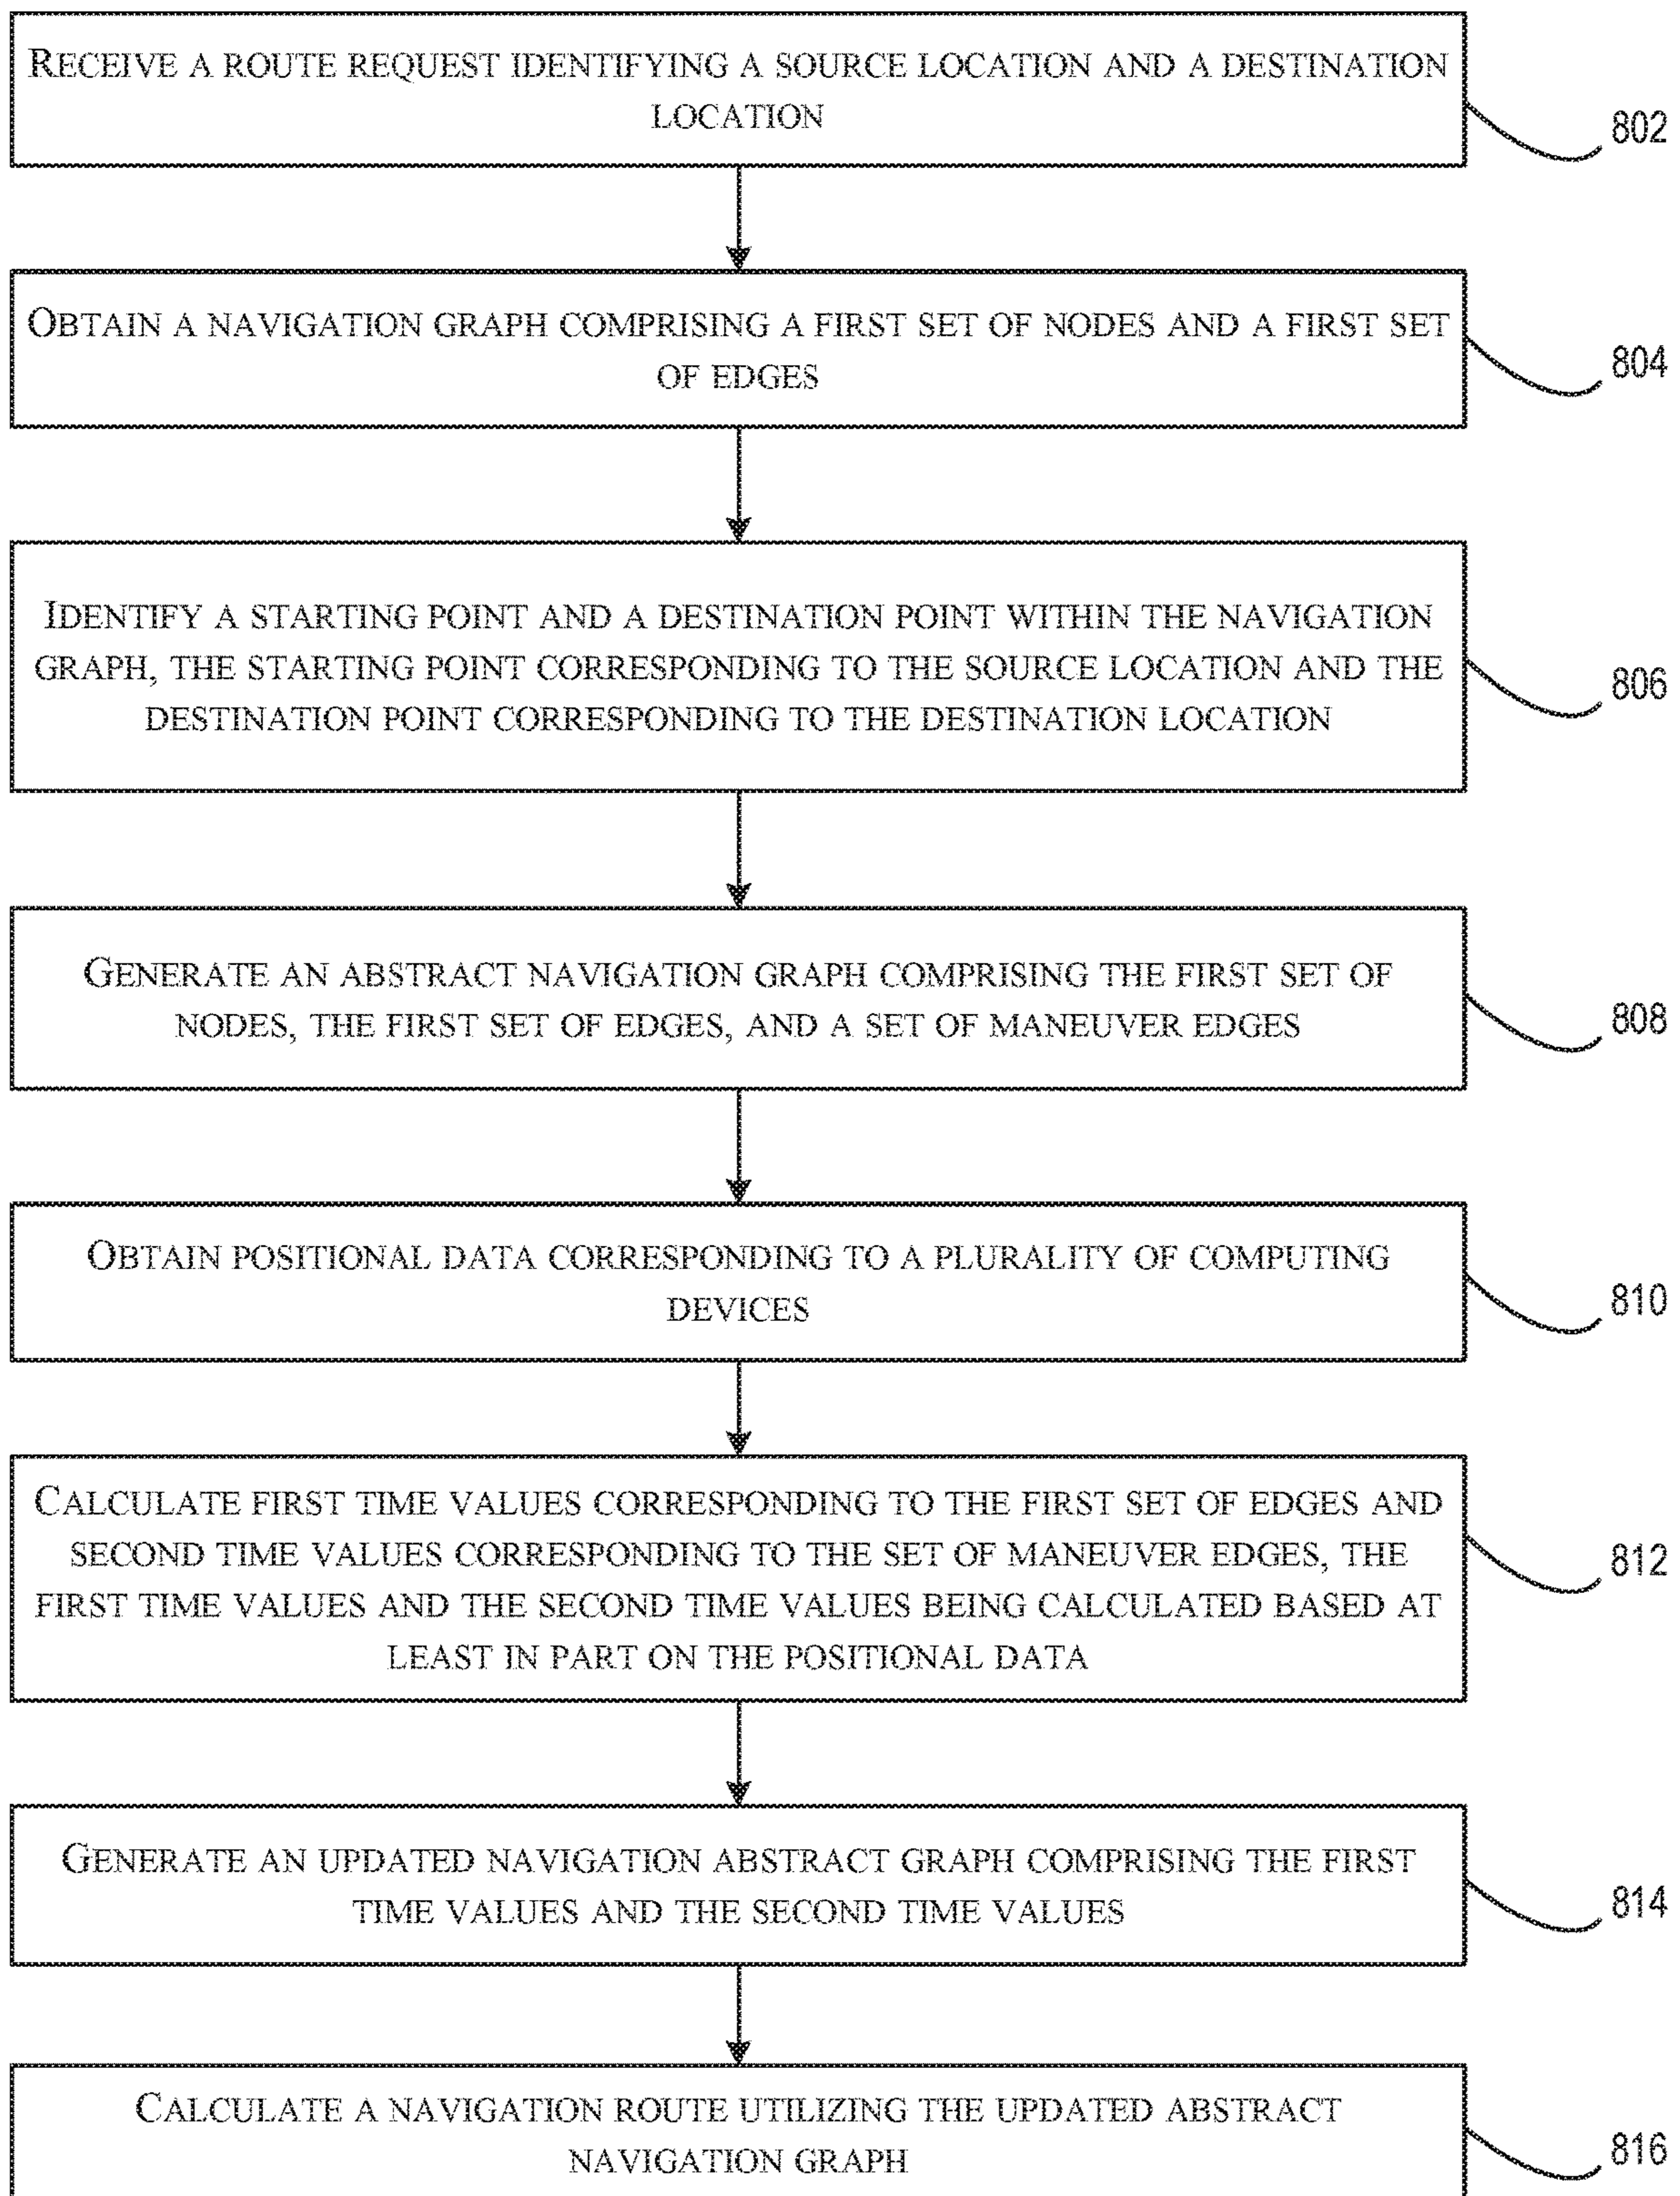 RECEIVE A ROUTE REQUEST IDENTIFYING A SOURCE LOCATION AND A DESTINATION
LOCATION
802
OBTAIN A NAVIGATION GRAPH COMPRISING A FIRST SET OF NODES AND A FIRST SET
OF EDGES
804
IDENTIFY A STARTING POINT AND A DESTINATION POINT WITHIN THE NAVIGATION
GRAPH, THE STARTING POINT CORRESPONDING TO THE SOURCE LOCATION AND THE
DESTINATION POINT CORRESPONDING TO THE DESTINATION LOCATION
806
GENERATE AN ABSTRACT NAVIGATION GRAPH COMPRISING THE FIRST SET OF
NODES, THE FIRST SET OF EDGES, AND A SET OF MANEUVER EDGES
808
OBTAIN POSITIONAL DATA CORRESPONDING TO A PLURALITY OF COMPUTING
DEVICES
810
CALCULATE FIRST TIME VALUES CORRESPONDING TO THE FIRST SET OF EDGES AND
SECOND TIME VALUES CORRESPONDING TO THE SET OF MANEUVER EDGES, THE
FIRST TIME VALUES AND THE SECOND TIME VALUES BEING CALCULATED BASED AT
LEAST IN PART ON THE POSITIONAL DATA
812
GENERATE AN UPDATED NAVIGATION ABSTRACT GRAPH COMPRISING THE FIRST
TIME VALUES AND THE SECOND TIME VALUES
814
CALCULATE A NAVIGATION ROUTE UTILIZING THE UPDATED ABSTRACT
NAVIGATION GRAPH
816